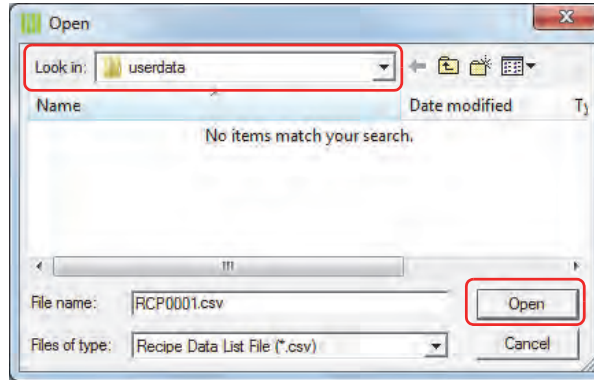 Open
Look in: userdata
Name Date modified Ty
No items match your search.
File name: RCP0001.csv Open
Files of type: Recipe Data List File (*.csv) Cancel